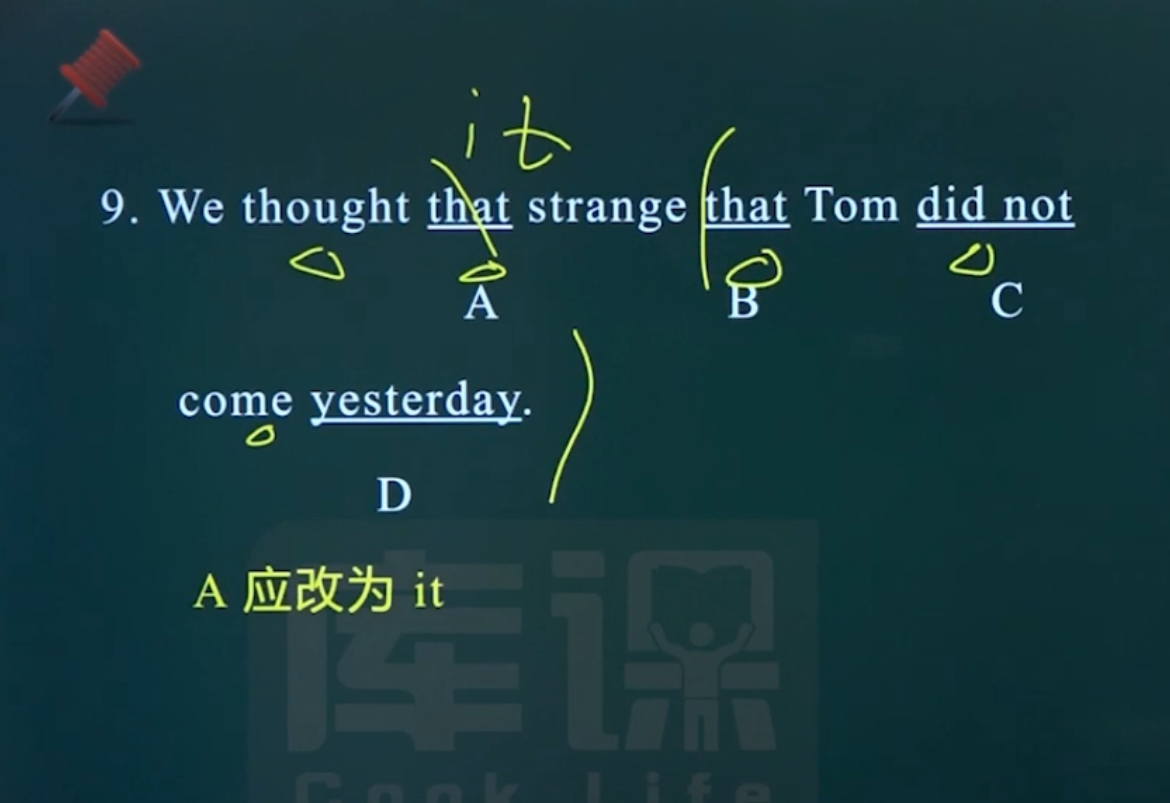 it
9. We thought that strange that Tom did not
A B C
come yesterday.
D
A 应改为 it
库课
Cook Life